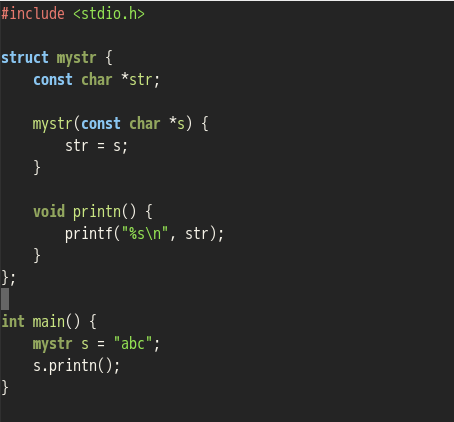 #include <stdio.h>

struct mystr {
    const char *str;

    mystr(const char *s) {
        str = s;
    }

    void printn() {
        printf("%s\n", str);
    }
};

int main() {
    mystr s = "abc";
    s.printn();
}